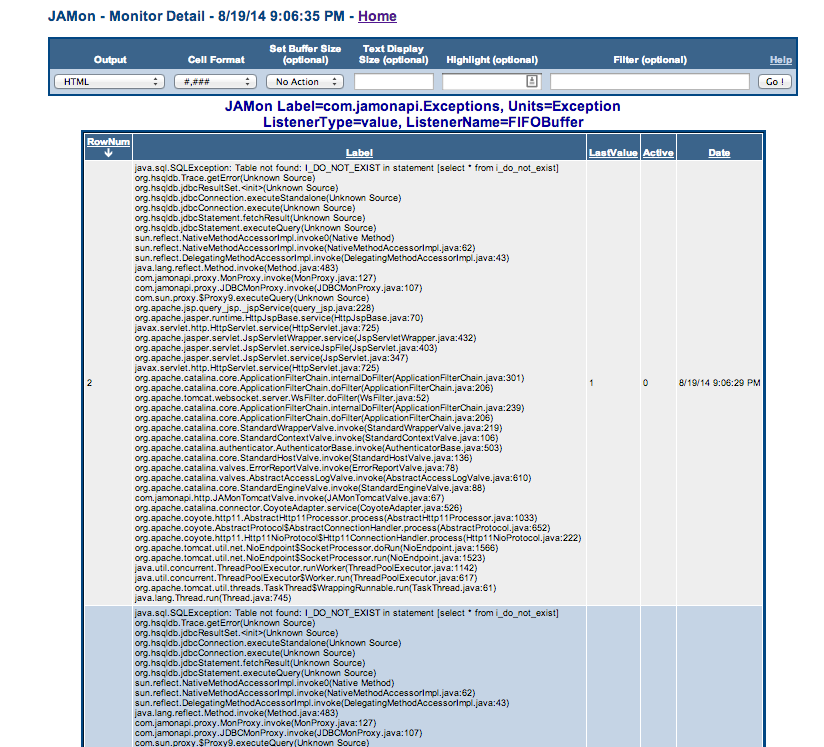 JAMon - Monitor Detail - 8/19/14 9:06:35 PM - Home
Output Cell Format Set Buffer Size (optional) Text Display Size (optional) Highlight (optional) Filter (optional) Help
HTML #,### No Action Go !
JAMon Label=com.jamonapi.Exceptions, Units=Exception
ListenerType=value, ListenerName=FIFOBuffer
RowNum Label LastValue Active Date
java.sql.SQLException: Table not found: I_DO_NOT_EXIST in statement [select * from i_do_not_exist]
org.hsqldb.Trace.getError(Unknown Source)
org.hsqldb.jdbcResultSet.<init>(Unknown Source)
org.hsqldb.jdbcConnection.executeStandalone(Unknown Source)
org.hsqldb.jdbcConnection.execute(Unknown Source)
org.hsqldb.jdbcStatement.fetchResult(Unknown Source)
org.hsqldb.jdbcStatement.executeQuery(Unknown Source)
sun.reflect.NativeMethodAccessorImpl.invoke0(Native Method)
sun.reflect.NativeMethodAccessorImpl.invoke(NativeMethodAccessorImpl.java:62)
sun.reflect.DelegatingMethodAccessorImpl.invoke(DelegatingMethodAccessorImpl.java:43)
java.lang.reflect.Method.invoke(Method.java:483)
com.jamonapi.proxy.MonProxy.invoke(MonProxy.java:127)
com.jamonapi.proxy.JDBCMonProxy.invoke(JDBCMonProxy.java:107)
com.sun.proxy.$Proxy9.executeQuery(Unknown Source)
org.apache.jsp.query_jsp._jspService(query_jsp.java:228)
org.apache.jasper.runtime.HttpJspBase.service(HttpJspBase.java:70)
javax.servlet.http.HttpServlet.service(HttpServlet.java:725)
org.apache.jasper.servlet.JspServletWrapper.service(JspServletWrapper.java:432)
org.apache.jasper.servlet.JspServlet.serviceJspFile(JspServlet.java:403)
org.apache.jasper.servlet.JspServlet.service(JspServlet.java:347)
javax.servlet.http.HttpServlet.service(HttpServlet.java:725)
org.apache.catalina.core.ApplicationFilterChain.internalDoFilter(ApplicationFilterChain.java:301)
2 1 0 8/19/14 9:06:29 PM
org.apache.catalina.core.ApplicationFilterChain.doFilter(ApplicationFilterChain.java:206)
org.apache.tomcat.websocket.server.WsFilter.doFilter(WsFilter.java:52)
org.apache.catalina.core.ApplicationFilterChain.internalDoFilter(ApplicationFilterChain.java:239)
org.apache.catalina.core.ApplicationFilterChain.doFilter(ApplicationFilterChain.java:206)
org.apache.catalina.core.StandardWrapperValve.invoke(StandardWrapperValve.java:219)
org.apache.catalina.core.StandardContextValve.invoke(StandardContextValve.java:106)
org.apache.catalina.authenticator.AuthenticatorBase.invoke(AuthenticatorBase.java:503)
org.apache.catalina.core.StandardHostValve.invoke(StandardHostValve.java:136)
org.apache.catalina.valves.ErrorReportValve.invoke(ErrorReportValve.java:78)
org.apache.catalina.valves.AbstractAccessLogValve.invoke(AbstractAccessLogValve.java:610)
org.apache.catalina.core.StandardEngineValve.invoke(StandardEngineValve.java:88)
com.jamonapi.http.JAMonTomcatValve.invoke(JAMonTomcatValve.java:67)
org.apache.catalina.connector.CoyoteAdapter.service(CoyoteAdapter.java:526)
org.apache.coyote.http11.AbstractHttp11Processor.process(AbstractHttp11Processor.java:1033)
org.apache.coyote.AbstractProtocol$AbstractConnectionHandler.process(AbstractProtocol.java:652)
org.apache.coyote.http11.Http11NioProtocol$Http11ConnectionHandler.process(Http11NioProtocol.java:222)
org.apache.tomcat.util.net.NioEndpoint$SocketProcessor.doRun(NioEndpoint.java:1566)
org.apache.tomcat.util.net.NioEndpoint$SocketProcessor.run(NioEndpoint.java:1523)
java.util.concurrent.ThreadPoolExecutor.runWorker(ThreadPoolExecutor.java:1142)
java.util.concurrent.ThreadPoolExecutor$Worker.run(ThreadPoolExecutor.java:617)
org.apache.tomcat.util.threads.TaskThread$WrappingRunnable.run(TaskThread.java:61)
java.lang.Thread.run(Thread.java:745)
java.sql.SQLException: Table not found: I_DO_NOT_EXIST in statement [select * from i_do_not_exist]
org.hsqldb.Trace.getError(Unknown Source)
org.hsqldb.jdbcResultSet.<init>(Unknown Source)
org.hsqldb.jdbcConnection.executeStandalone(Unknown Source)
org.hsqldb.jdbcConnection.execute(Unknown Source)
org.hsqldb.jdbcStatement.fetchResult(Unknown Source)
org.hsqldb.jdbcStatement.executeQuery(Unknown Source)
sun.reflect.NativeMethodAccessorImpl.invoke0(Native Method)
sun.reflect.NativeMethodAccessorImpl.invoke(NativeMethodAccessorImpl.java:62)
sun.reflect.DelegatingMethodAccessorImpl.invoke(DelegatingMethodAccessorImpl.java:43)
java.lang.reflect.Method.invoke(Method.java:483)
com.jamonapi.proxy.MonProxy.invoke(MonProxy.java:127)
com.jamonapi.proxy.JDBCMonProxy.invoke(JDBCMonProxy.java:107)
com.sun.proxy.$Proxy9.executeQuery(Unknown Source)